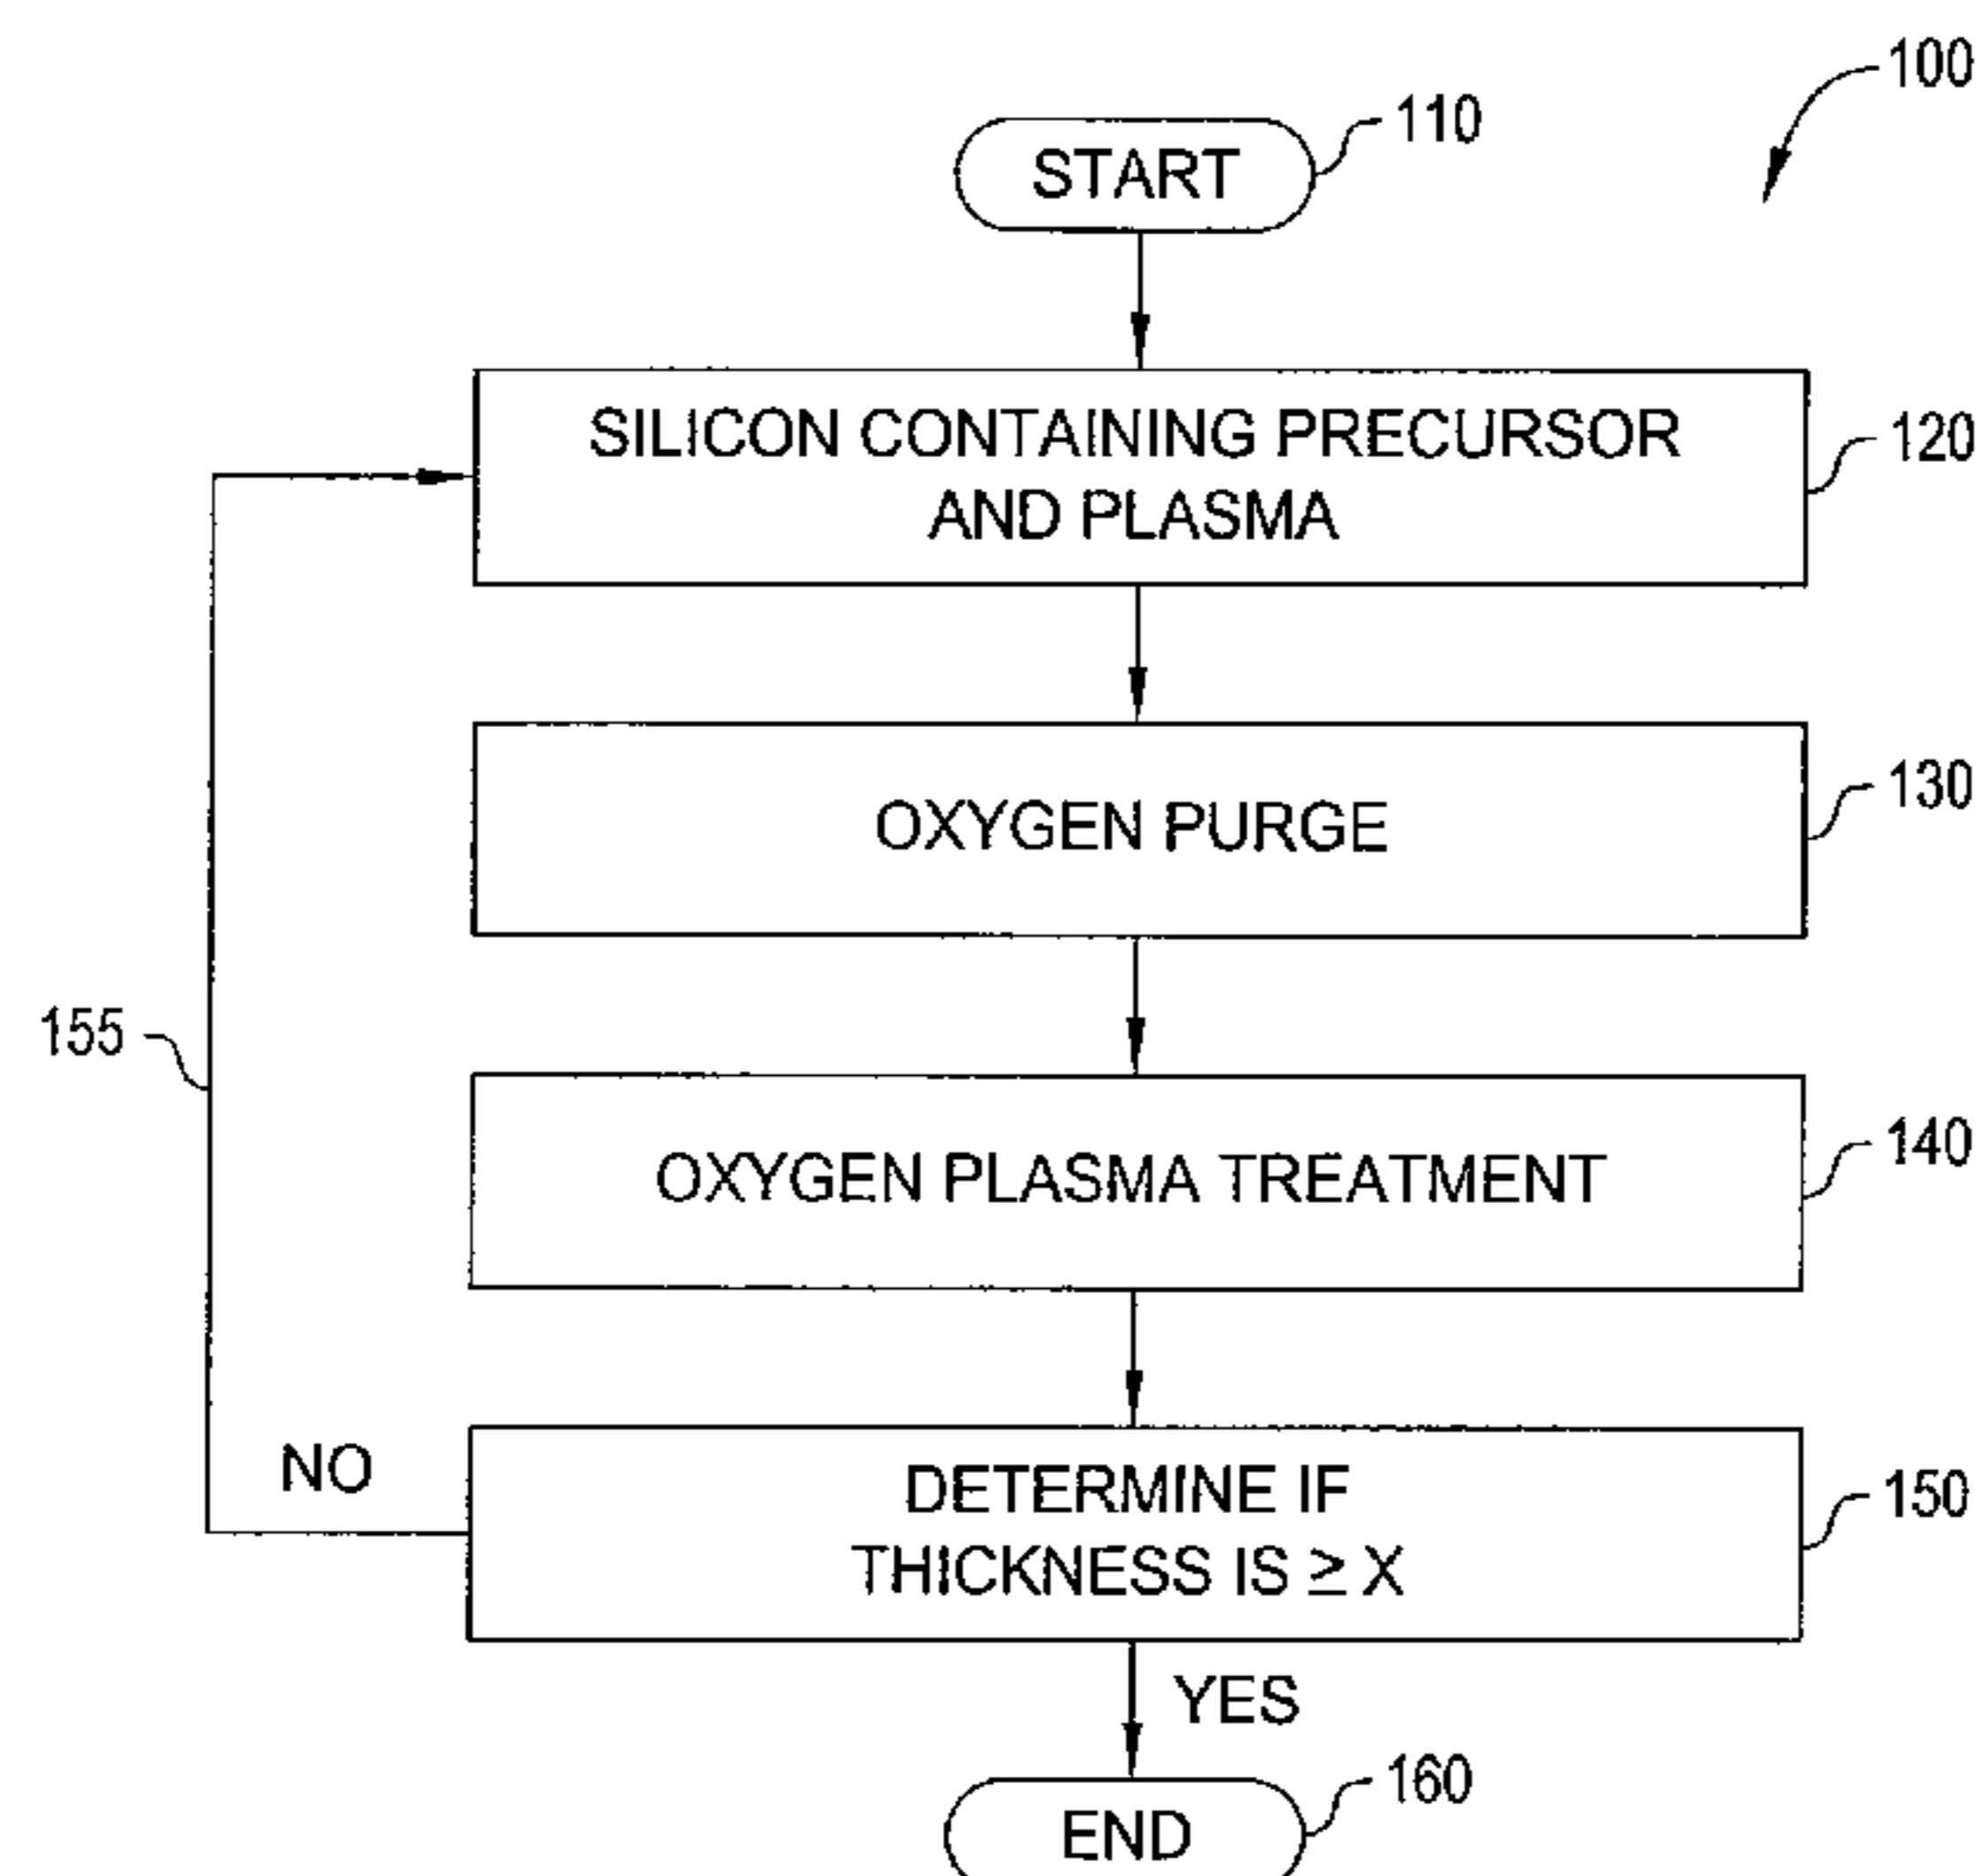 100
START
110
SILICON CONTAINING PRECURSOR
AND PLASMA
120
OXYGEN PURGE
130
155
OXYGEN PLASMA TREATMENT
140
NO
DETERMINE IF
THICKNESS IS ≥ X
150
YES
END
160